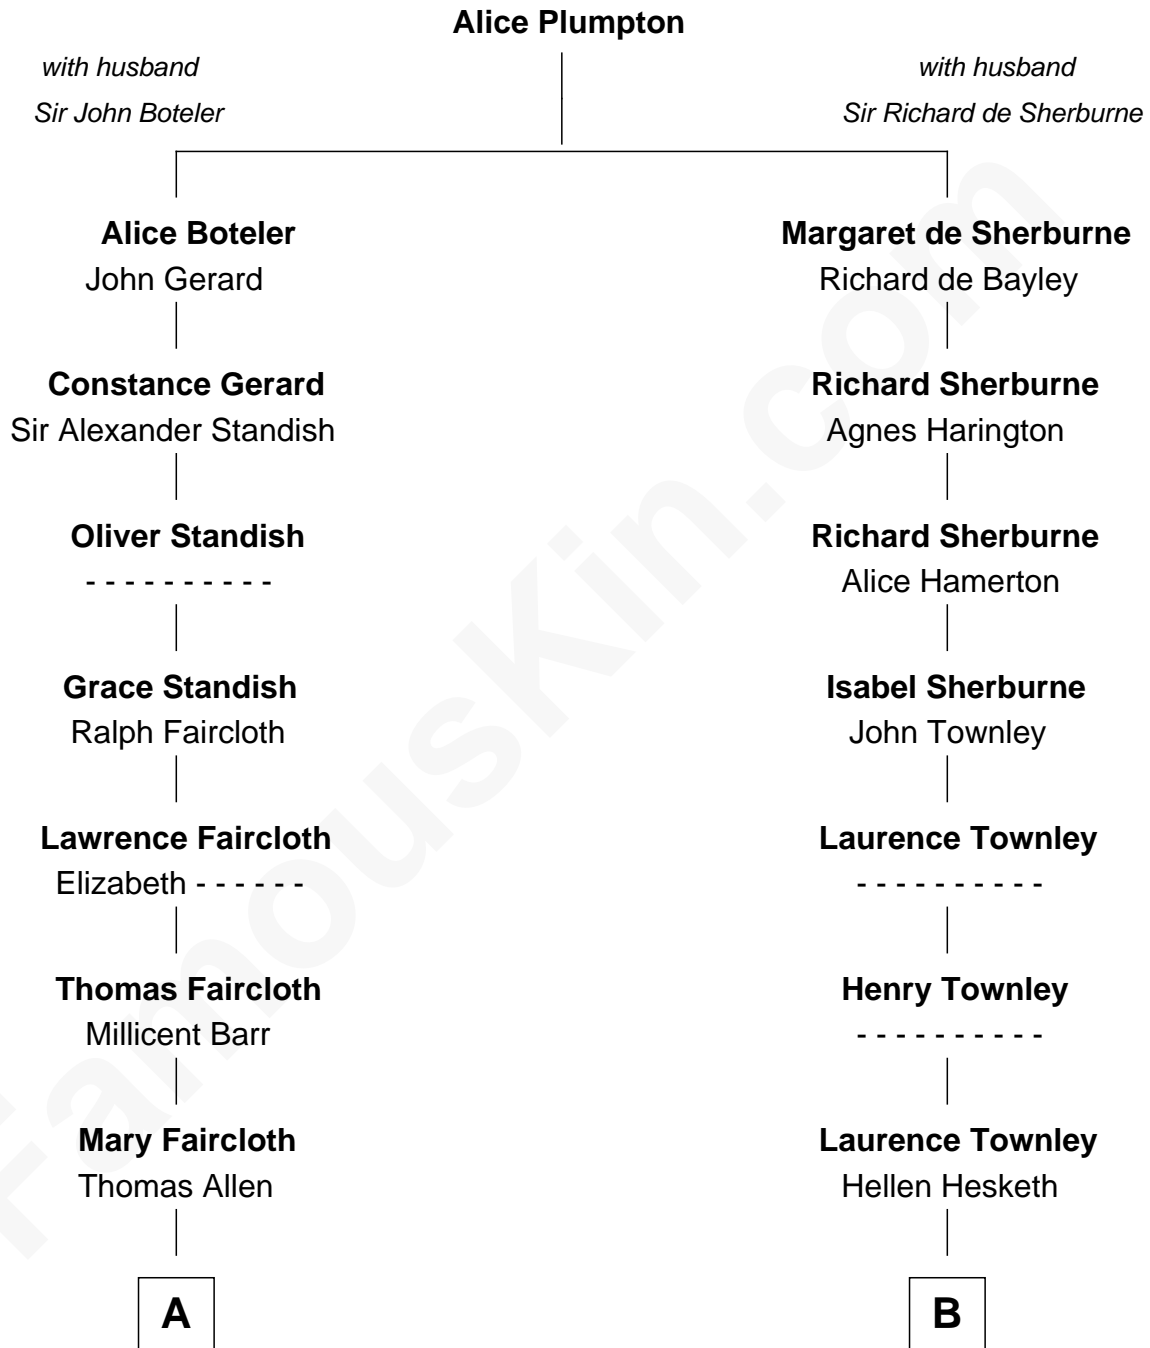 Alice Plumpton
with husband
Sir John Boteler
with husband
Sir Richard de Sherburne
Alice Boteler
John Gerard
Margaret de Sherburne
Richard de Bayley
Constance Gerard
Sir Alexander Standish
Richard Sherburne
Agnes Harington
Oliver Standish
- - - - - - - - - -
Richard Sherburne
Alice Hamerton
Grace Standish
Ralph Faircloth
Isabel Sherburne
John Townley
Lawrence Faircloth
Elizabeth - - - - - -
Laurence Townley
- - - - - - - - - -
Thomas Faircloth
Millicent Barr
Henry Townley
- - - - - - - - - -
Mary Faircloth
Thomas Allen
Laurence Townley
Hellen Hesketh
A
B
FamousKin.com